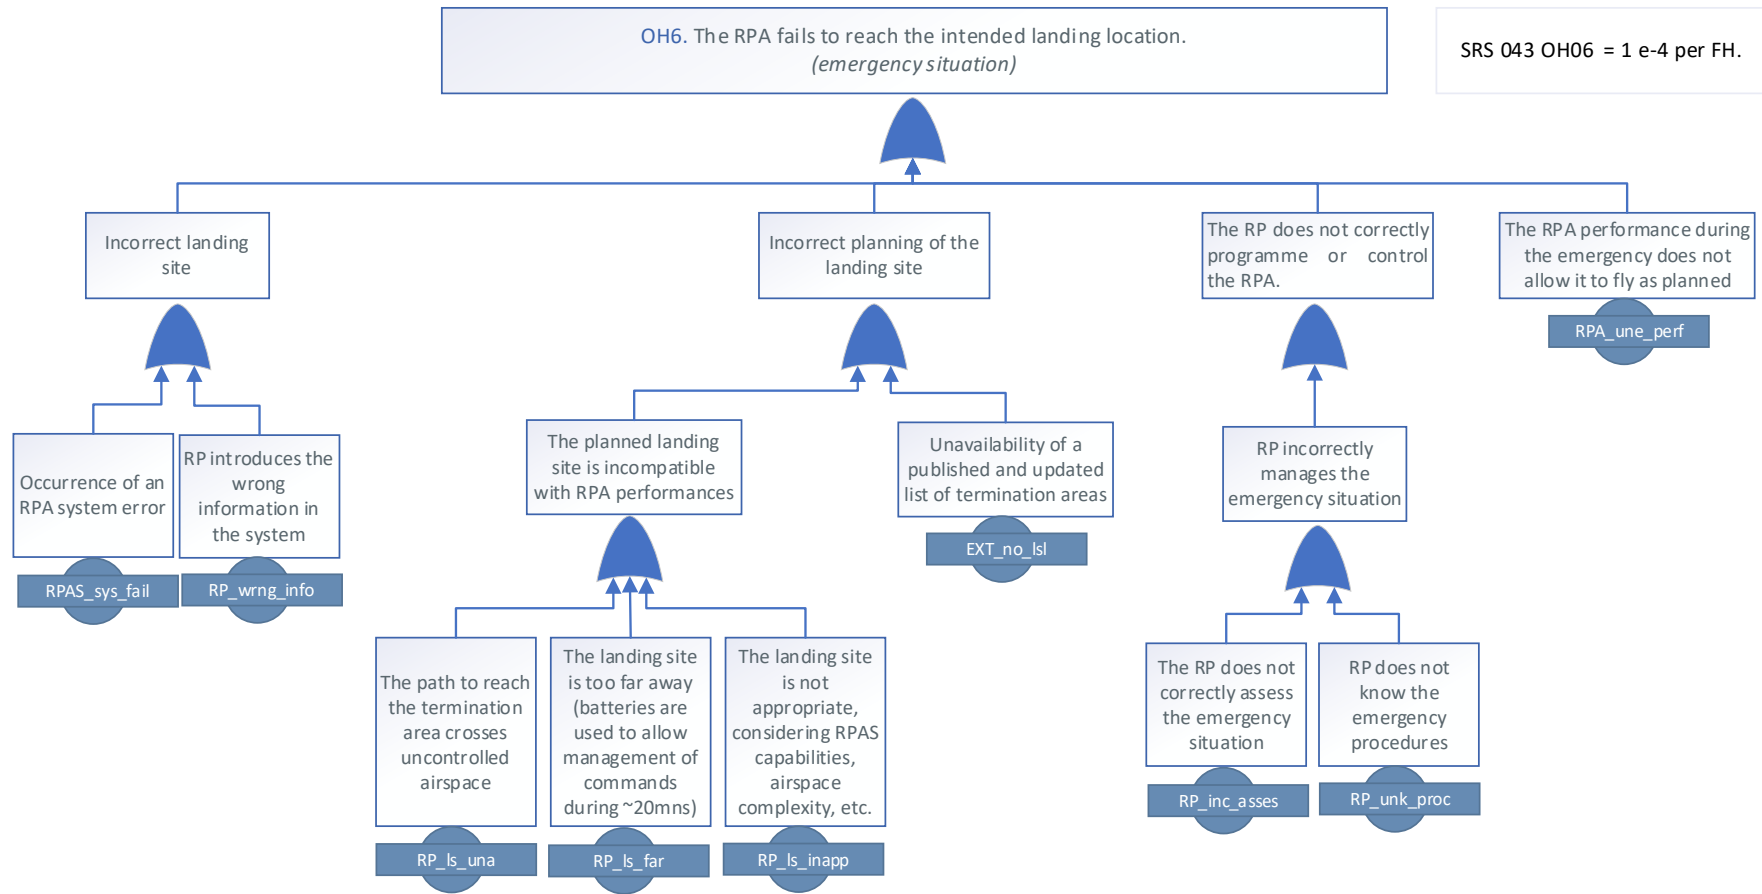 OH6. The RPA fails to reach the intended landing location.
(emergency situation)
SRS 043 OH06 = 1 e-4 per FH.
Incorrect landing
site
Incorrect planning of the
landing site
The RP does not correctly
programme or control
the RPA.
The RPA performance during
the emergency does not
allow it to fly as planned
RPA_une_perf
Occurrence of an
RPA system error
RPAS_sys_fail
RP introduces the
wrong
information in
the system
RP_wrng_info
The planned landing
site is incompatible
with RPA performances
Unavailability of a
published and updated
list of termination areas
EXT_no_lsl
RP incorrectly
manages the
emergency situation
The path to reach
the termination
area crosses
uncontrolled
airspace
RP_ls_una
The landing site
is too far away
(batteries are
used to allow
management of
commands
during ~20mns)
RP_ls_far
The landing site
is not
appropriate,
considering RPAS
capabilities,
airspace
complexity, etc.
RP_ls_inapp
The RP does not
correctly assess
the emergency
situation
RP_inc_asses
RP does not
know the
emergency
procedures
RP_unk_proc